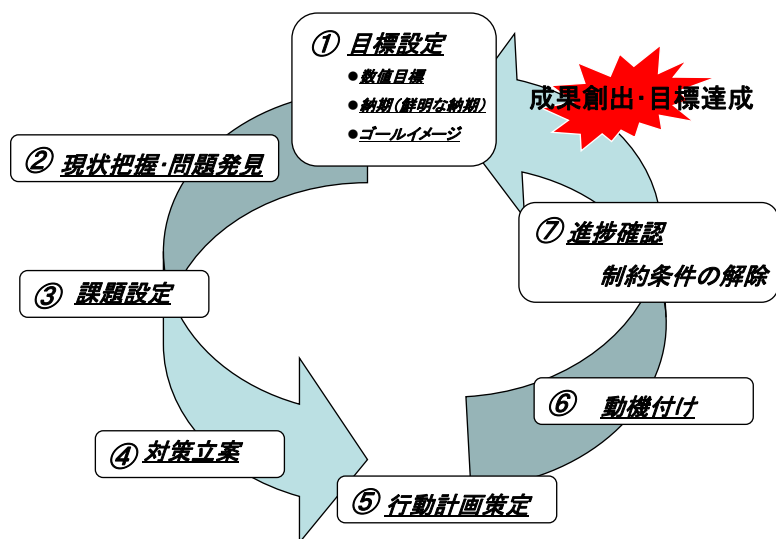 ① 目標設定
●数値目標
●納期(鮮明な納期)
●ゴールイメージ
成果創出・目標達成
② 現状把握・問題発見
③ 課題設定
④ 対策立案
⑤ 行動計画策定
⑥ 動機付け
⑦ 進捗確認
制約条件の解除